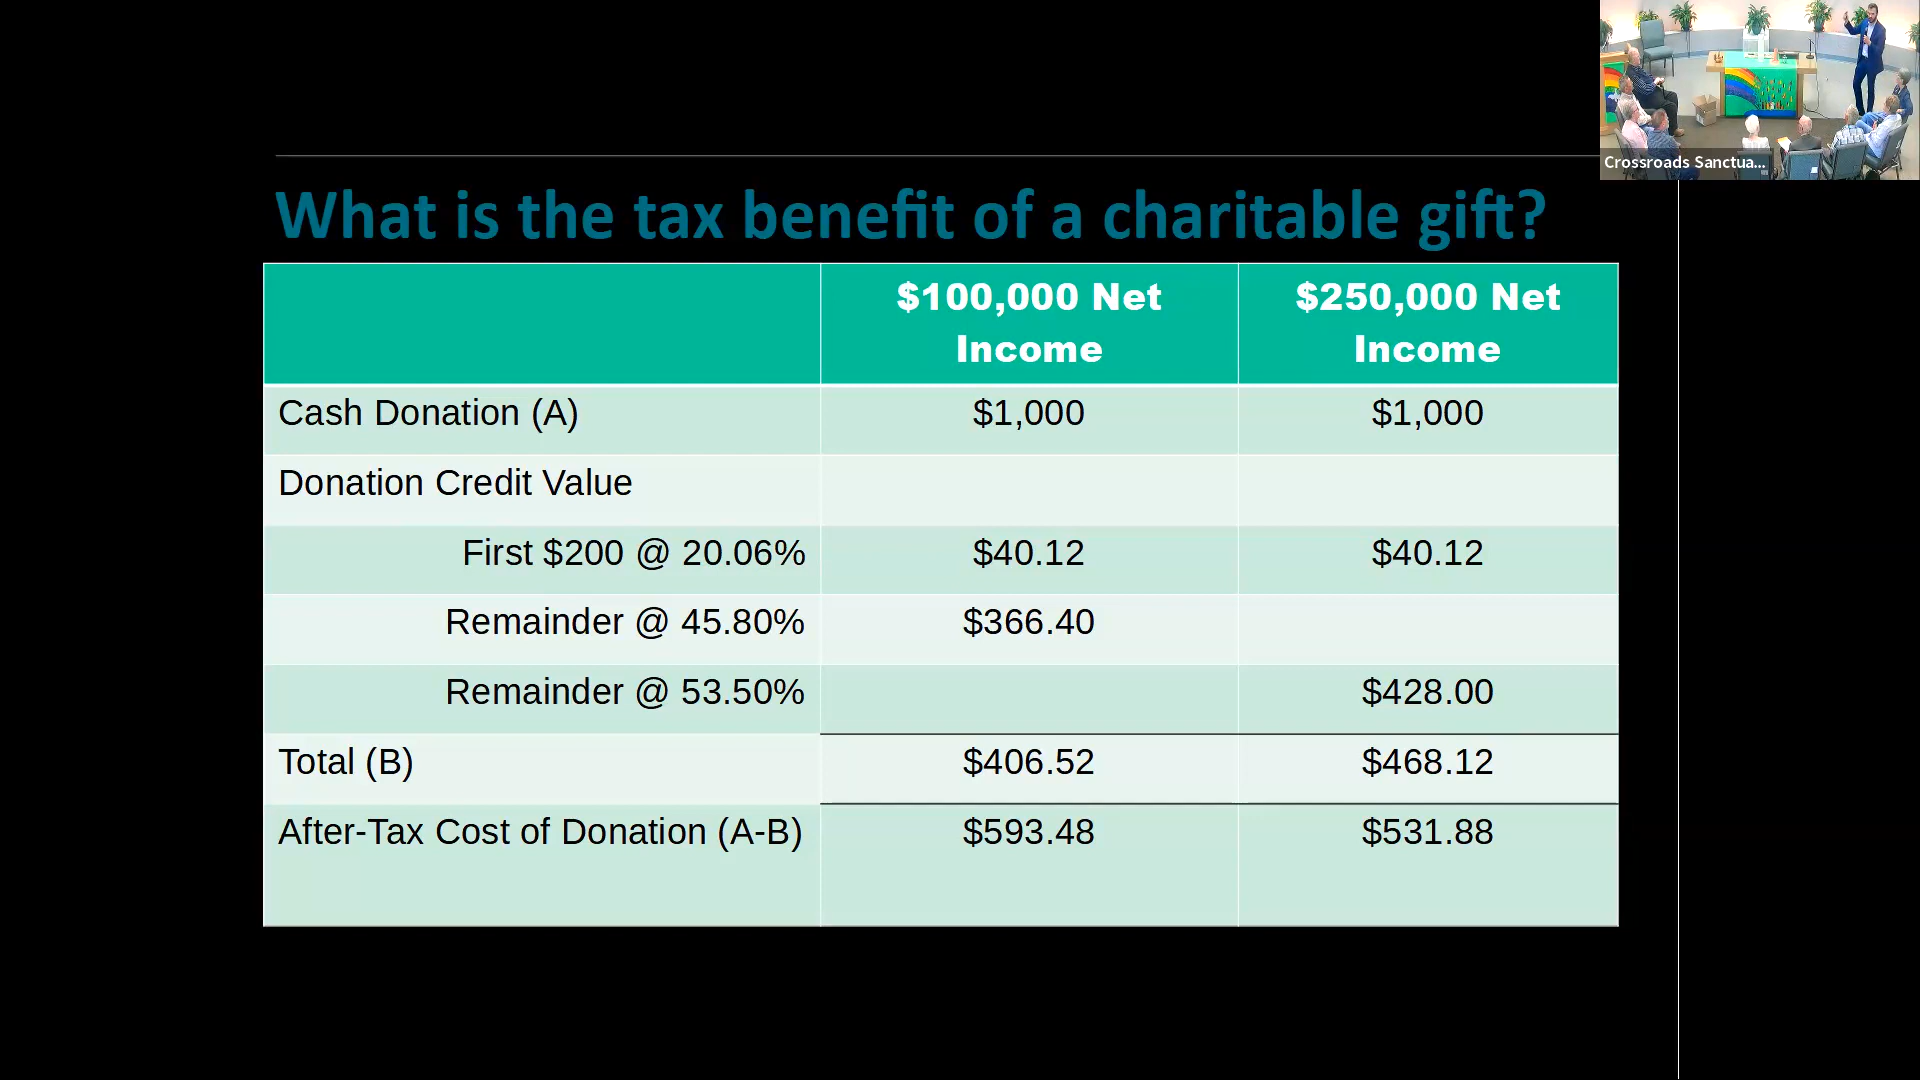 Crossroads Sanctua...
What is the tax benefit of a charitable gift?
$100,000 Net
Income
$250,000 Net
Income
Cash Donation (A) $1,000 $1,000
Donation Credit Value
First $200 @ 20.06% $40.12 $40.12
Remainder @ 45.80% $366.40
Remainder @ 53.50% $428.00
Total (B) $406.52 $468.12
After-Tax Cost of Donation (A-B) $593.48 $531.88